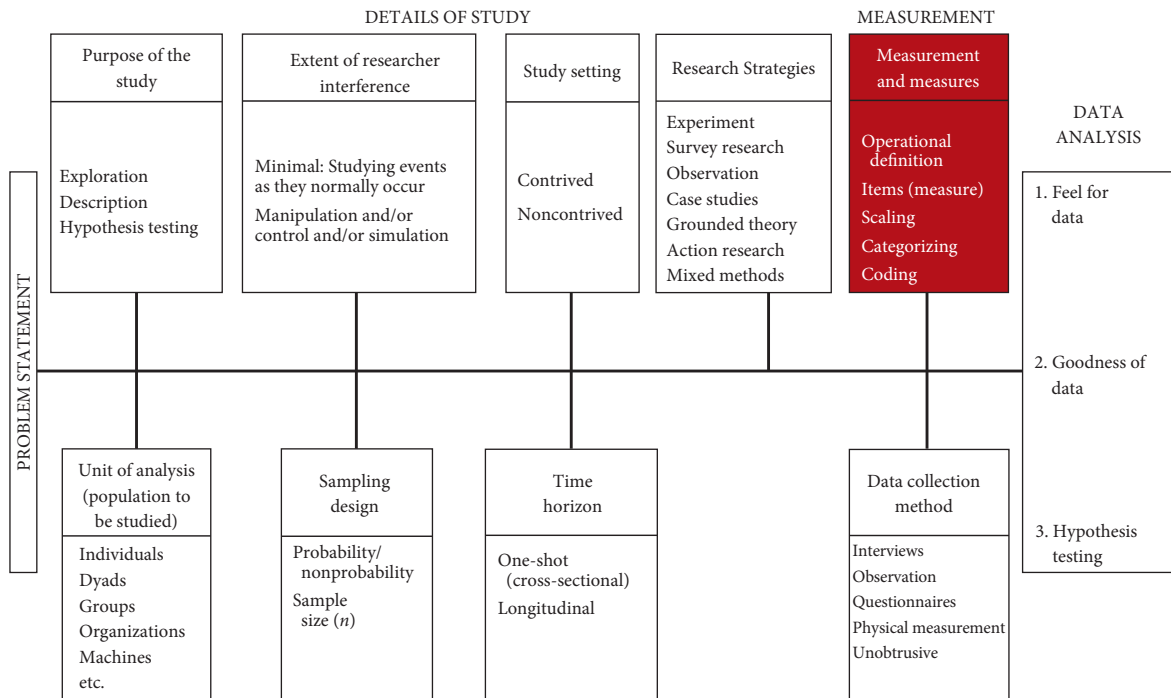 DETAILS OF STUDY
MEASUREMENT
Purpose of the
study
Exploration
Description
Hypothesis testing
Extent of researcher
interference
Minimal: Studying events
as they normally occur
Manipulation and/or
control and/or simulation
Study setting
Contrived
Noncontrived
Research Strategies
Experiment
Survey research
Observation
Case studies
Grounded theory
Action research
Mixed methods
Measurement
and measures
Operational
definition
Items (measure)
Scaling
Categorizing
Coding
DATA
ANALYSIS
1. Feel for
data
2. Goodness of
data
3. Hypothesis
testing
PROBLEM STATEMENT
Unit of analysis
(population to
be studied)
Individuals
Dyads
Groups
Organizations
Machines
etc.
Sampling
design
Probability/
nonprobability
Sample
size (n)
Time
horizon
One-shot
(cross-sectional)
Longitudinal
Data collection
method
Interviews
Observation
Questionnaires
Physical measurement
Unobtrusive